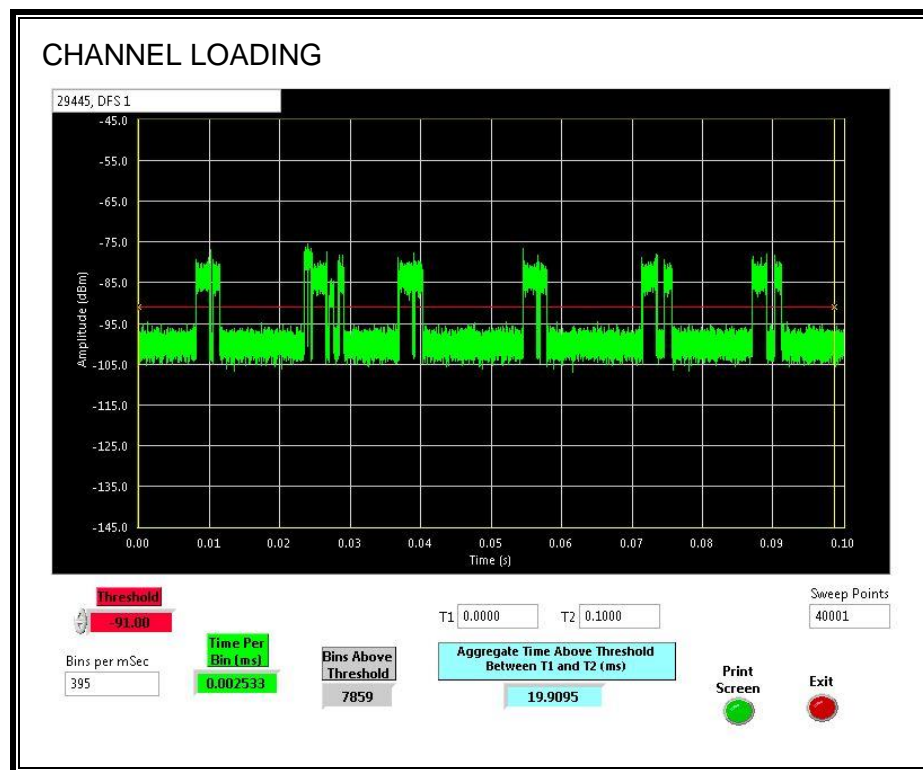 CHANNEL LOADING
29445, DFS 1
Amplitude (dBm)
-45.0
-55.0
-65.0
-75.0
-85.0
-95.0
-105.0
-115.0
-125.0
-135.0
-145.0
0.00 0.01 0.02 0.03 0.04 0.05 0.06 0.07 0.08 0.09 0.10
Time (s)
Threshold
-91.00
T1 0.0000 T2 0.1000
Sweep Points
40001
Bins per mSec
395
Time Per
Bin (ms)
0.002533
Bins Above
Threshold
7859
Aggregate Time Above Threshold
Between T1 and T2 (ms)
19.9095
Print
Screen
Exit